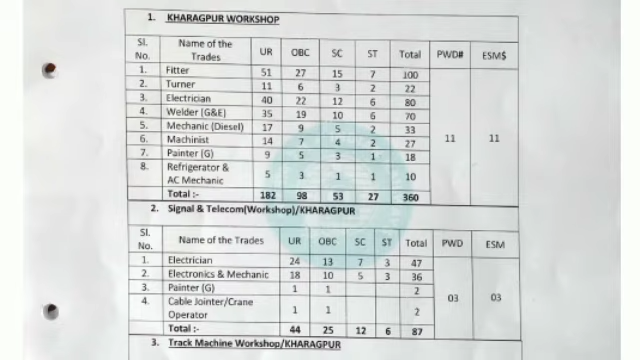 1. KHARAGPUR WORKSHOP
Sl. No. Name of the Trades UR OBC SC ST Total PWD# ESM$
1. Fitter 51 27 15 7 100
2. Turner 11 6 3 2 22
3. Electrician 40 22 12 6 80
4. Welder (G&E) 35 19 10 6 70
5. Mechanic (Diesel) 17 9 5 2 33
11 11
6. Machinist 14 7 4 2 27
7. Painter (G) 9 5 3 1 18
8. Refrigerator & AC Mechanic 5 3 1 1 10
Total :- 182 98 53 27 360
2. Signal & Telecom(Workshop)/KHARAGPUR
Sl. No. Name of the Trades UR OBC SC ST Total PWD ESM
1. Electrician 24 13 7 3 47
2. Electronics & Mechanic 18 10 5 3 36
3. Painter (G) 1 1 2
03 03
4. Cable Jointer/Crane Operator 1 1 2
Total :- 44 25 12 6 87
3. Track Machine Workshop/KHARAGPUR